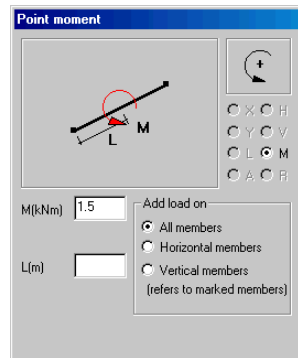 Point moment
M
L
+
X H
Y V
L M
A R
M(kNm) 1.5
L(m)
Add load on
All members
Horizontal members
Vertical members
(refers to marked members)